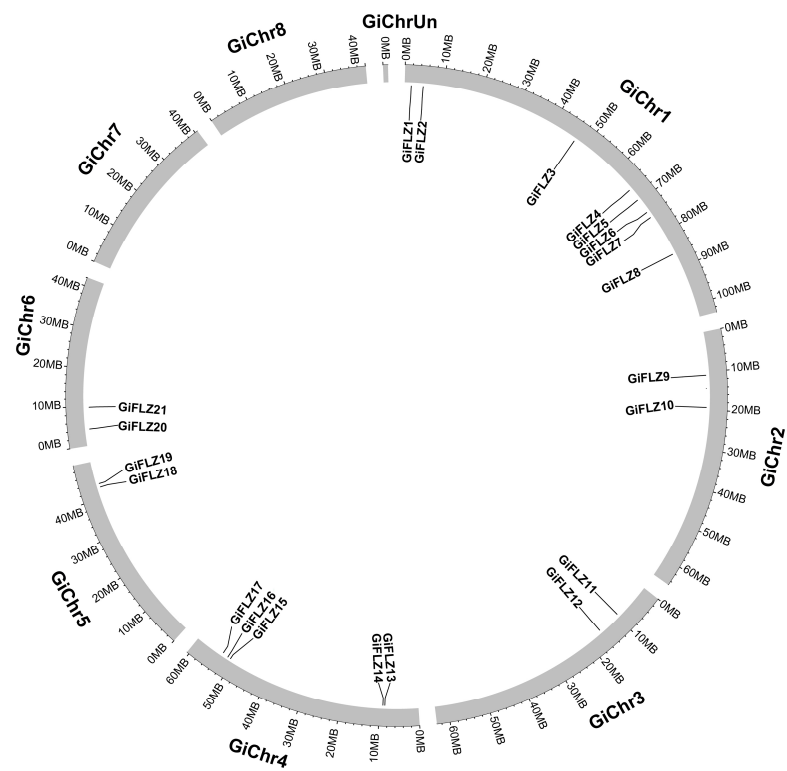 GiChrUn
0MB
GiChr1
0MB
10MB
20MB
30MB
40MB
50MB
60MB
70MB
80MB
90MB
100MB
GiFLZ1
GiFLZ2
GiFLZ3
GiFLZ4
GiFLZ5
GiFLZ6
GiFLZ7
GiFLZ8
GiChr2
0MB
10MB
20MB
30MB
40MB
50MB
60MB
GiFLZ9
GiFLZ10
GiChr3
0MB
10MB
20MB
30MB
40MB
50MB
60MB
GiFLZ11
GiFLZ12
GiChr4
0MB
10MB
20MB
30MB
40MB
50MB
60MB
GiFLZ13
GiFLZ14
GiFLZ15
GiFLZ16
GiFLZ17
GiChr5
0MB
10MB
20MB
30MB
40MB
GiFLZ18
GiFLZ19
GiChr6
0MB
10MB
20MB
30MB
40MB
GiFLZ20
GiFLZ21
GiChr7
0MB
10MB
20MB
30MB
40MB
GiChr8
0MB
10MB
20MB
30MB
40MB